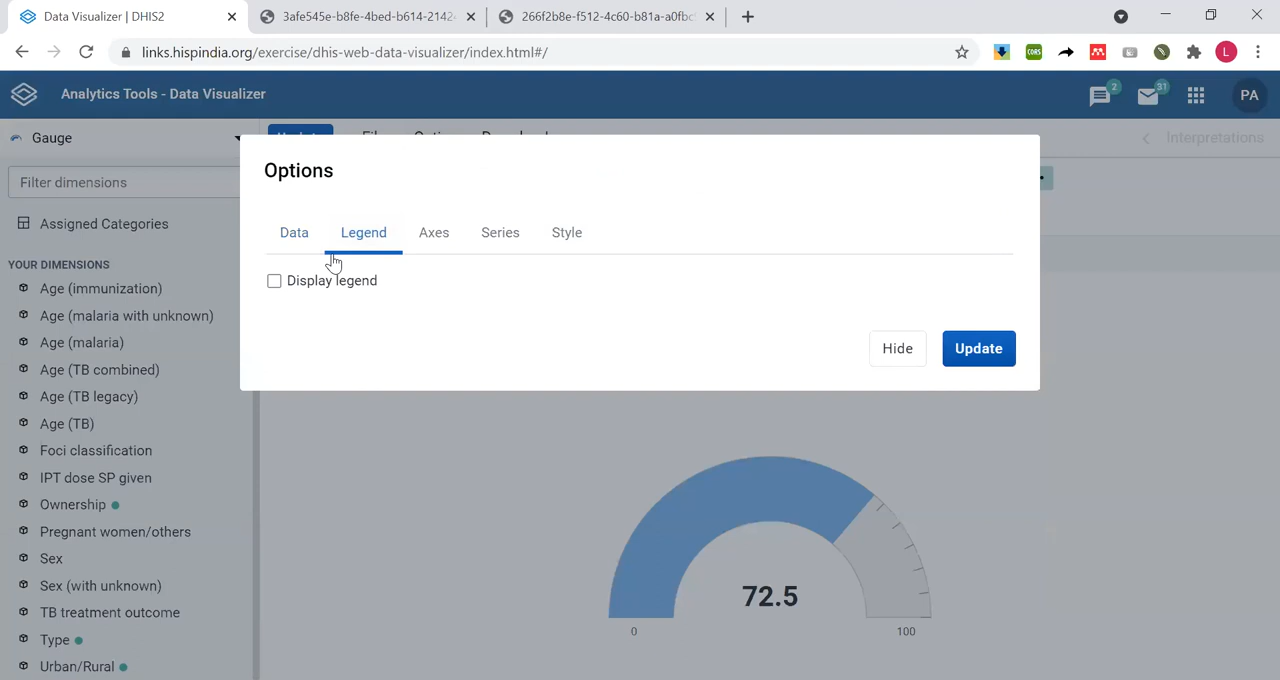 Data Visualizer | DHIS2
3afe545e-b8fe-4bed-b614-2142
266f2b8e-f512-4c60-b81a-a0fbc
links.hispindia.org/exercise/dhis-web-data-visualizer/index.html#/
CORS
L
Analytics Tools - Data Visualizer
2
31
PA
Gauge
Interpretations
Filter dimensions
Assigned Categories
YOUR DIMENSIONS
Age (immunization)
Age (malaria with unknown)
Age (malaria)
Age (TB combined)
Age (TB legacy)
Age (TB)
Foci classification
IPT dose SP given
Ownership
Pregnant women/others
Sex
Sex (with unknown)
TB treatment outcome
Type
Urban/Rural
Options
Data Legend Axes Series Style
Display legend
Hide Update
72.5
0 100